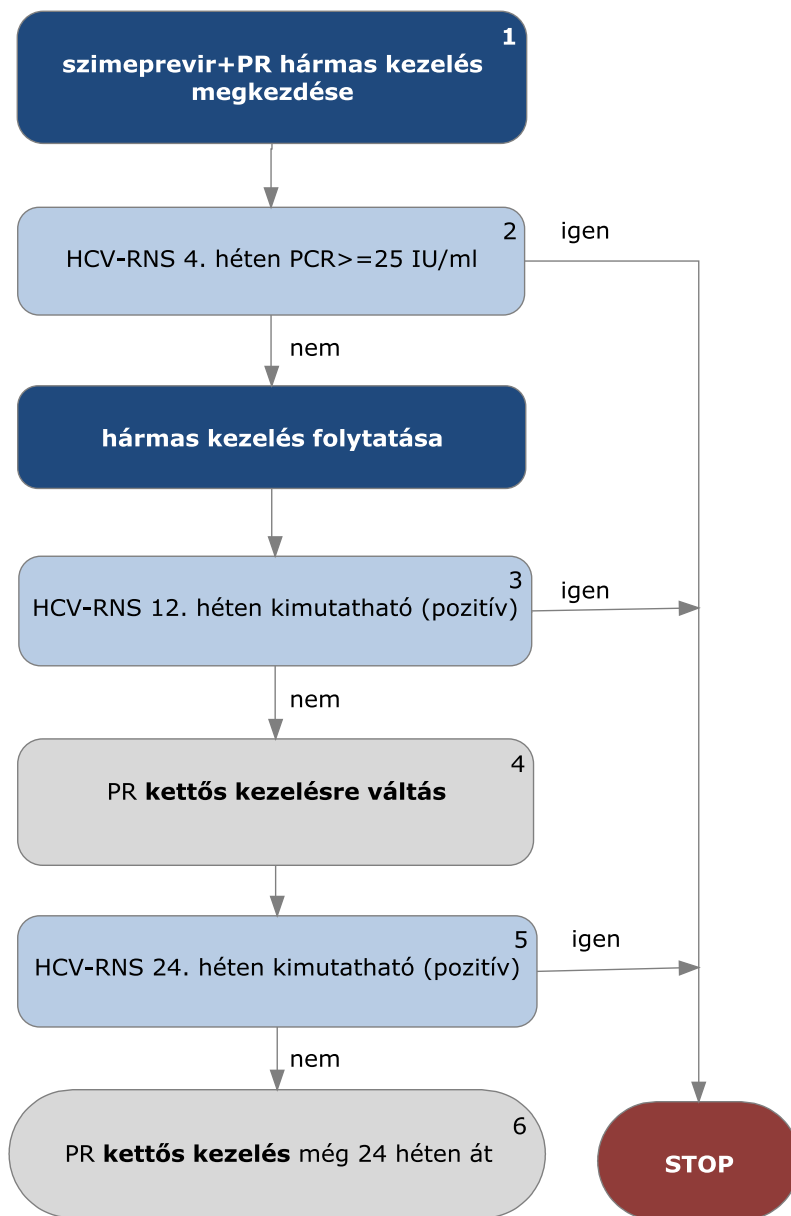 1
szimeprevir+PR hármas kezelés
megkezdése
2
HCV-RNS 4. héten PCR>=25 IU/ml
igen
nem
hármas kezelés folytatása
3
HCV-RNS 12. héten kimutatható (pozitív)
igen
nem
4
PR kettős kezelésre váltás
5
HCV-RNS 24. héten kimutatható (pozitív)
igen
nem
6
PR kettős kezelés még 24 héten át
STOP